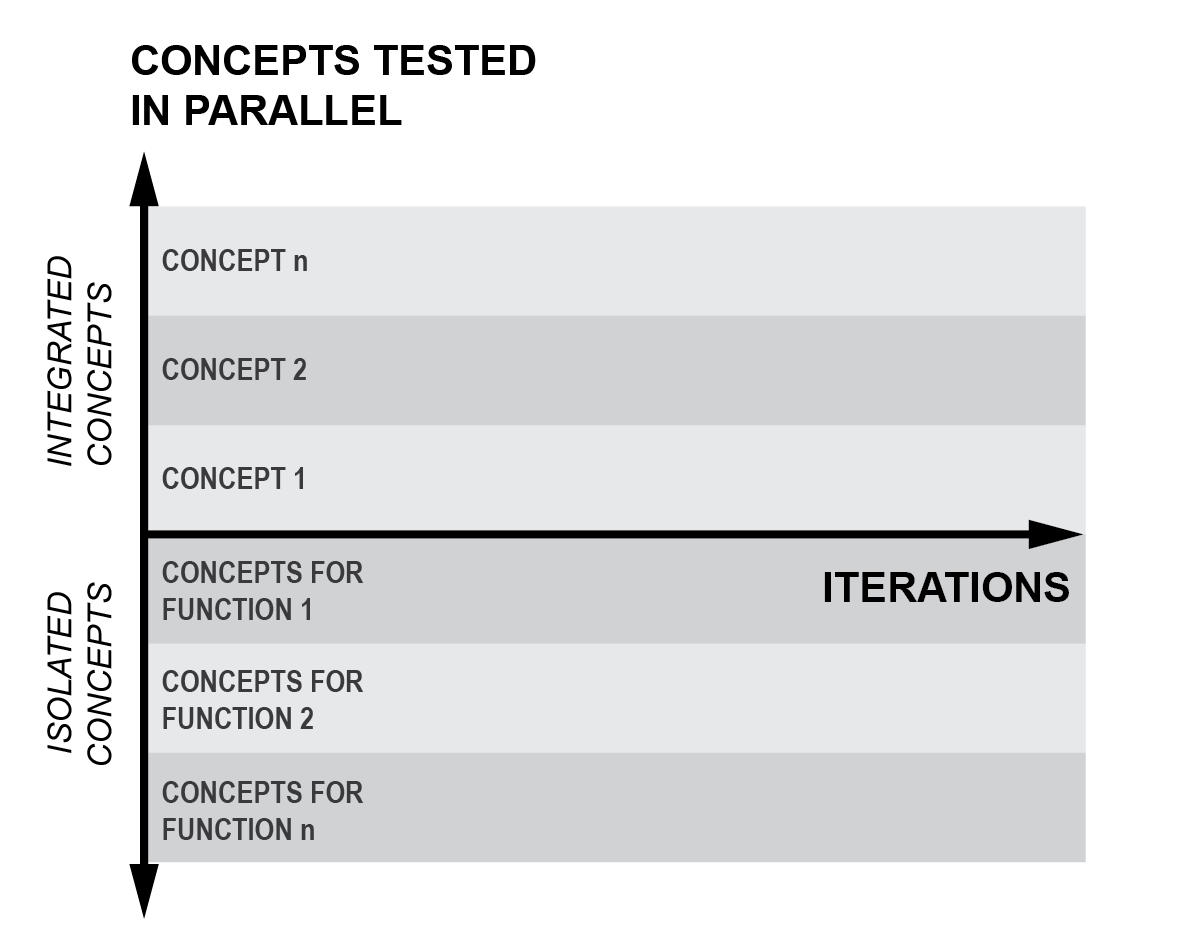 CONCEPTS TESTED
IN PARALLEL
INTEGRATED
CONCEPTS
CONCEPT n
CONCEPT 2
CONCEPT 1
ITERATIONS
ISOLATED
CONCEPTS
CONCEPTS FOR
FUNCTION 1
CONCEPTS FOR
FUNCTION 2
CONCEPTS FOR
FUNCTION n